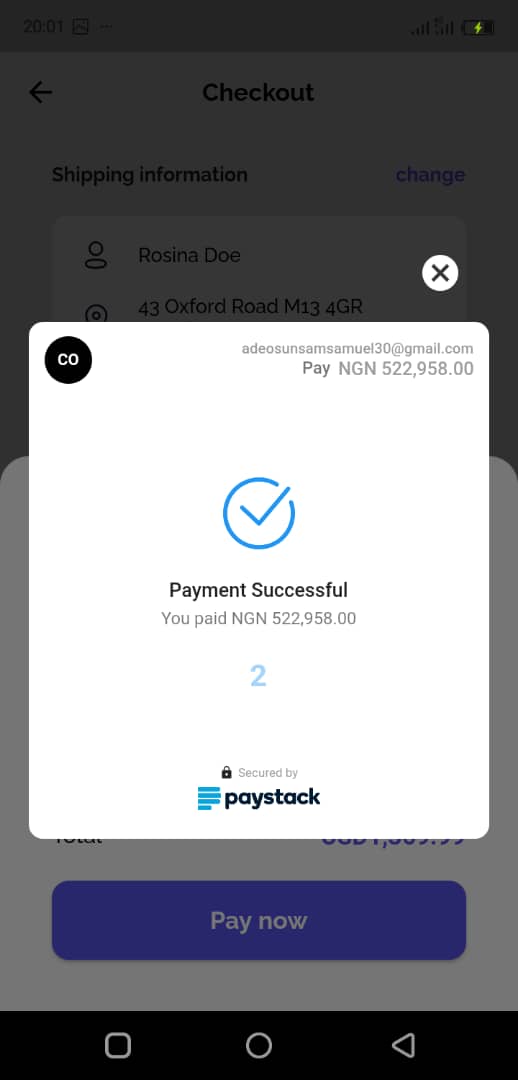 20:01
Checkout
Shipping information
change
Rosina Doe
43 Oxford Road M13 4GR
CO
adeosunsamsamuel30@gmail.com
Pay NGN 522,958.00
Payment Successful
You paid NGN 522,958.00
2
Secured by
paystack
Total
Pay now